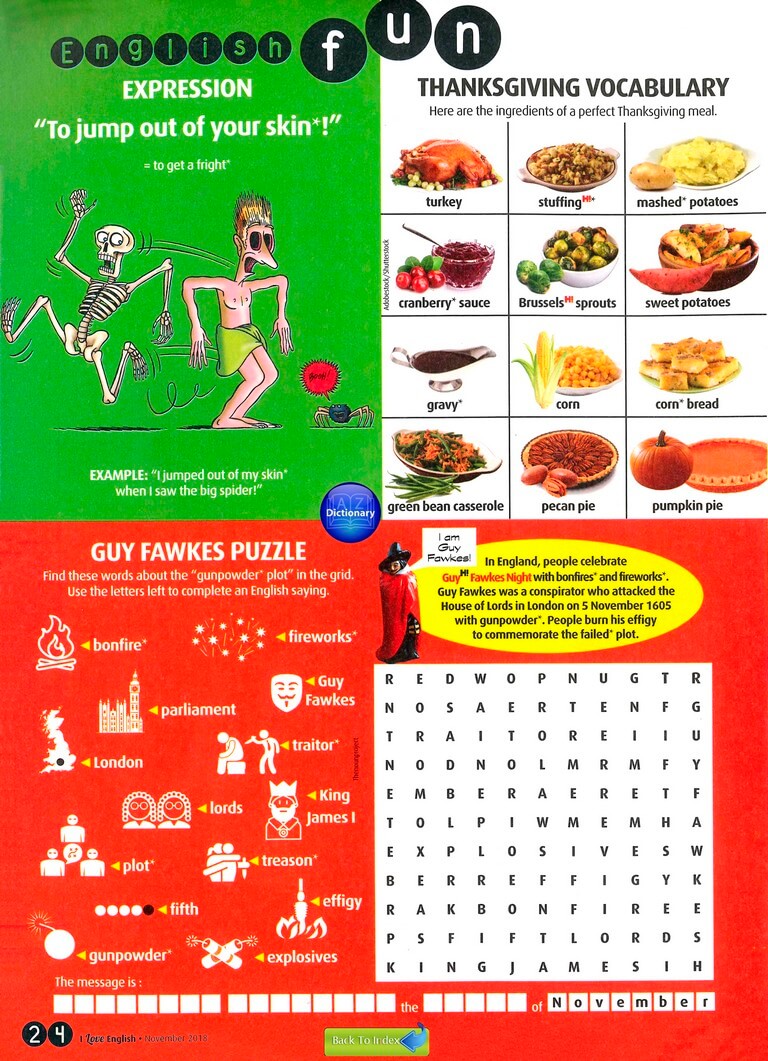 English fun
EXPRESSION
“To jump out of your skin*!”
= to get a fright*
Boo!
EXAMPLE: “I jumped out of my skin*
when I saw the big spider!”
THANKSGIVING VOCABULARY
Here are the ingredients of a perfect Thanksgiving meal.
turkey
stuffingH!*
mashed* potatoes
cranberry* sauce
BrusselsH! sprouts
sweet potatoes
gravy*
corn
corn* bread
green bean casserole
pecan pie
pumpkin pie
Adobestock/Shutterstock
A Z
Dictionary
GUY FAWKES PUZZLE
Find these words about the “gunpowder* plot” in the grid.
Use the letters left to complete an English saying.
bonfire*
fireworks*
parliament
Guy
Fawkes
London
traitor*
lords
King
James I
plot*
treason*
fifth
effigy
gunpowder*
explosives
I am
Guy
Fawkes!
In England, people celebrate
GuyH! Fawkes Night with bonfires* and fireworks*.
Guy Fawkes was a conspirator who attacked the
House of Lords in London on 5 November 1605
with gunpowder*. People burn his effigy
to commemorate the failed* plot.
R E D W O P N U G T R
N O S A E R T E N F G
T R A I T O R E I I U
N O D N O L M R M F Y
E M B E R A E R E T F
T O L P I W M E M H A
E X P L O S I V E S W
B E R R E F F I G Y K
R A K B O N F I R E E
P S F I F T L O R D S
K I N G J A M E S I H
The message is :
the
of
November
24 I Love English • November 2018
Back To Index